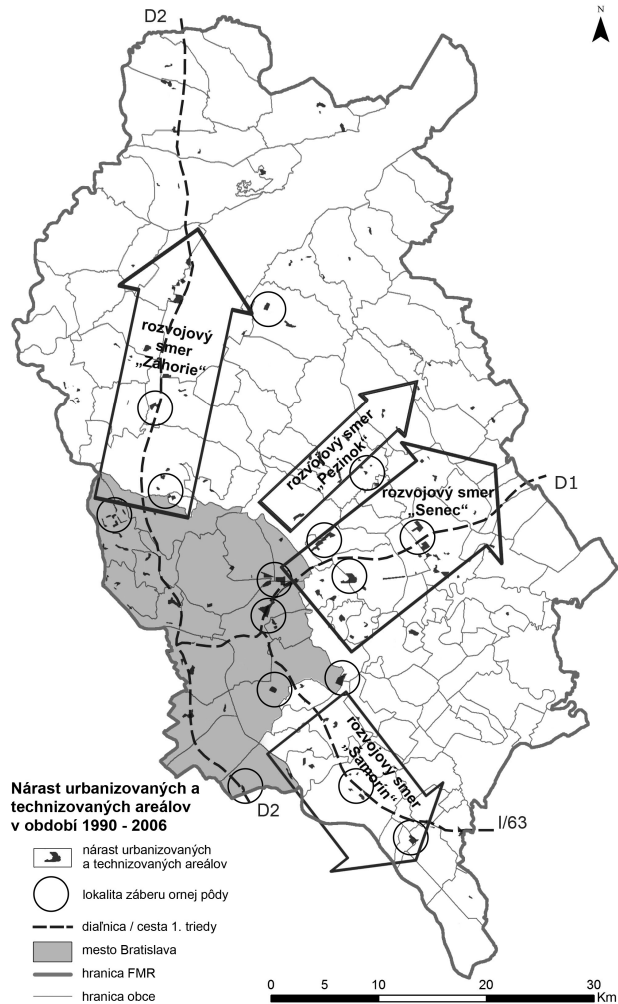 D2
N
rozvojový
smer
„Záhorie“
rozvojový smer
„Pezinok“
rozvojový smer
„Senec“
D1
rozvojový smer
„Šamorín“
I/63
D2
Nárast urbanizovaných a
technizovaných areálov
v období 1990 - 2006
nárast urbanizovaných
a technizovaných areálov
lokalita záberu ornej pôdy
diaľnica / cesta 1. triedy
mesto Bratislava
hranica FMR
hranica obce
0 5 10 20 30
Km